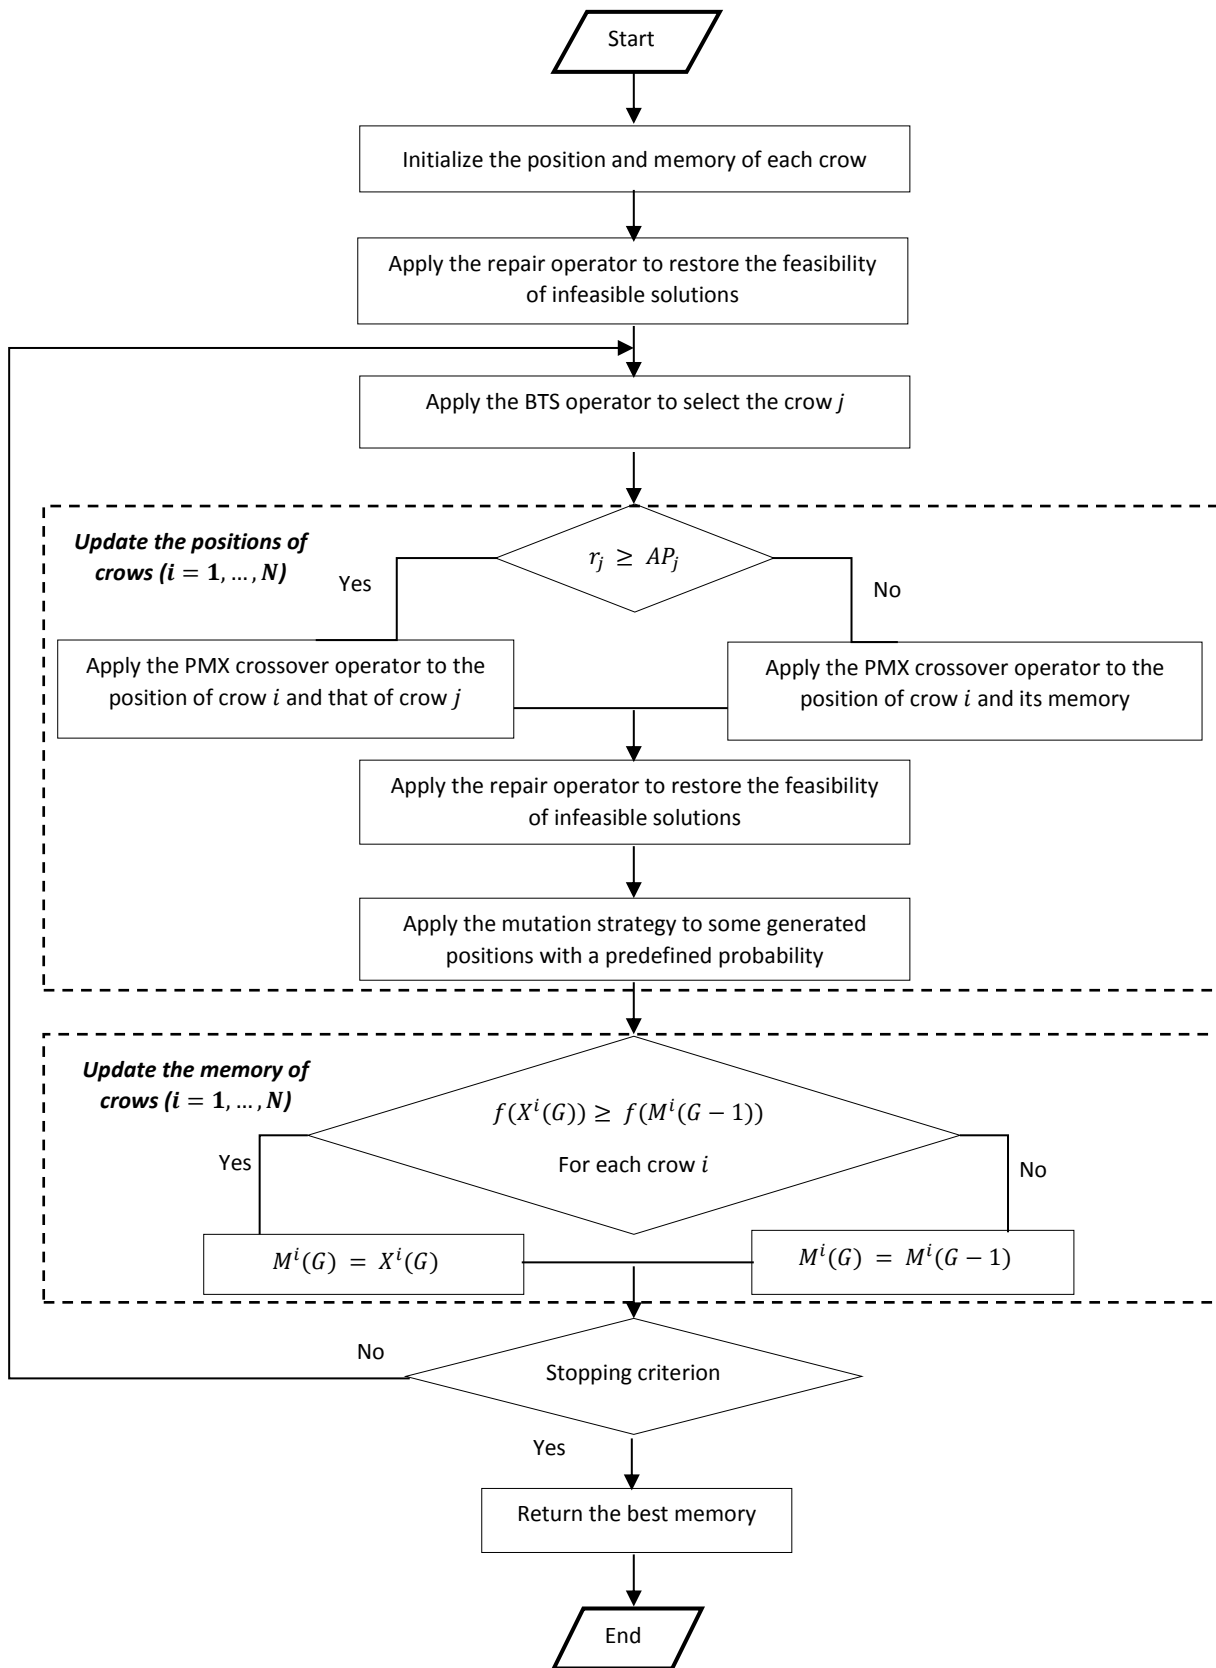 Start
Initialize the position and memory of each crow
Apply the repair operator to restore the feasibility
of infeasible solutions
Apply the BTS operator to select the crow j
Update the positions of
crows (i = 1, … , N)
r_j ≥ AP_j
Yes
No
Apply the PMX crossover operator to the
position of crow i and that of crow j
Apply the PMX crossover operator to the
position of crow i and its memory
Apply the repair operator to restore the feasibility
of infeasible solutions
Apply the mutation strategy to some generated
positions with a predefined probability
Update the memory of
crows (i = 1, … , N)
f(X^i(G)) ≥ f(M^i(G − 1))
For each crow i
Yes
No
M^i(G) = X^i(G)
M^i(G) = M^i(G − 1)
No
Stopping criterion
Yes
Return the best memory
End